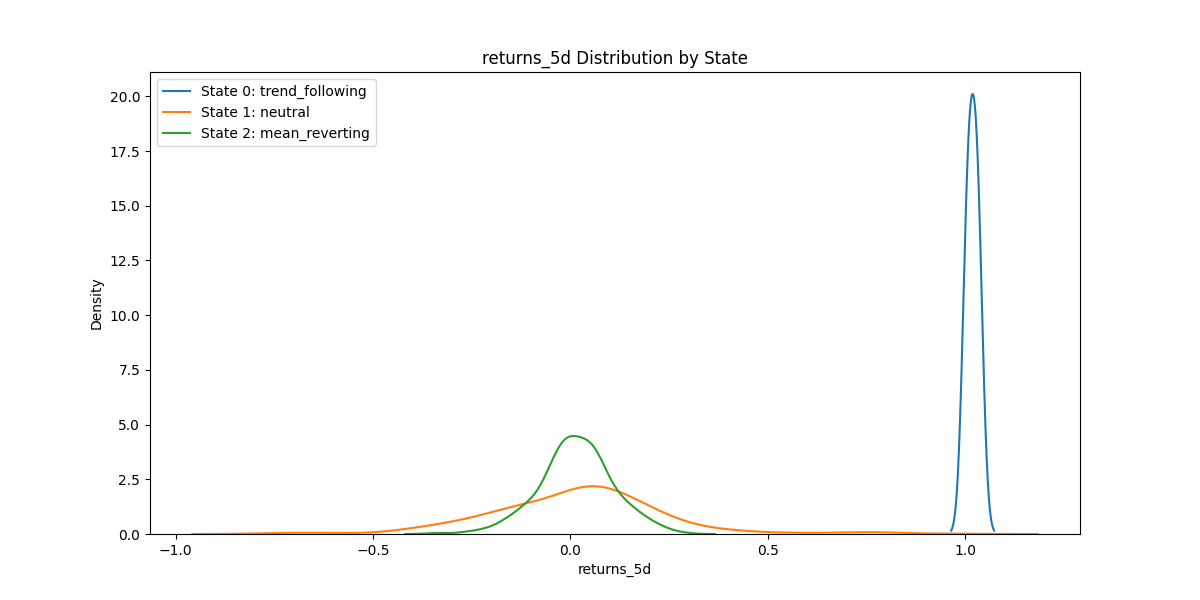 returns_5d Distribution by State
State 0: trend_following
State 1: neutral
State 2: mean_reverting
Density
20.0
17.5
15.0
12.5
10.0
7.5
5.0
2.5
0.0
−1.0 −0.5 0.0 0.5 1.0
returns_5d